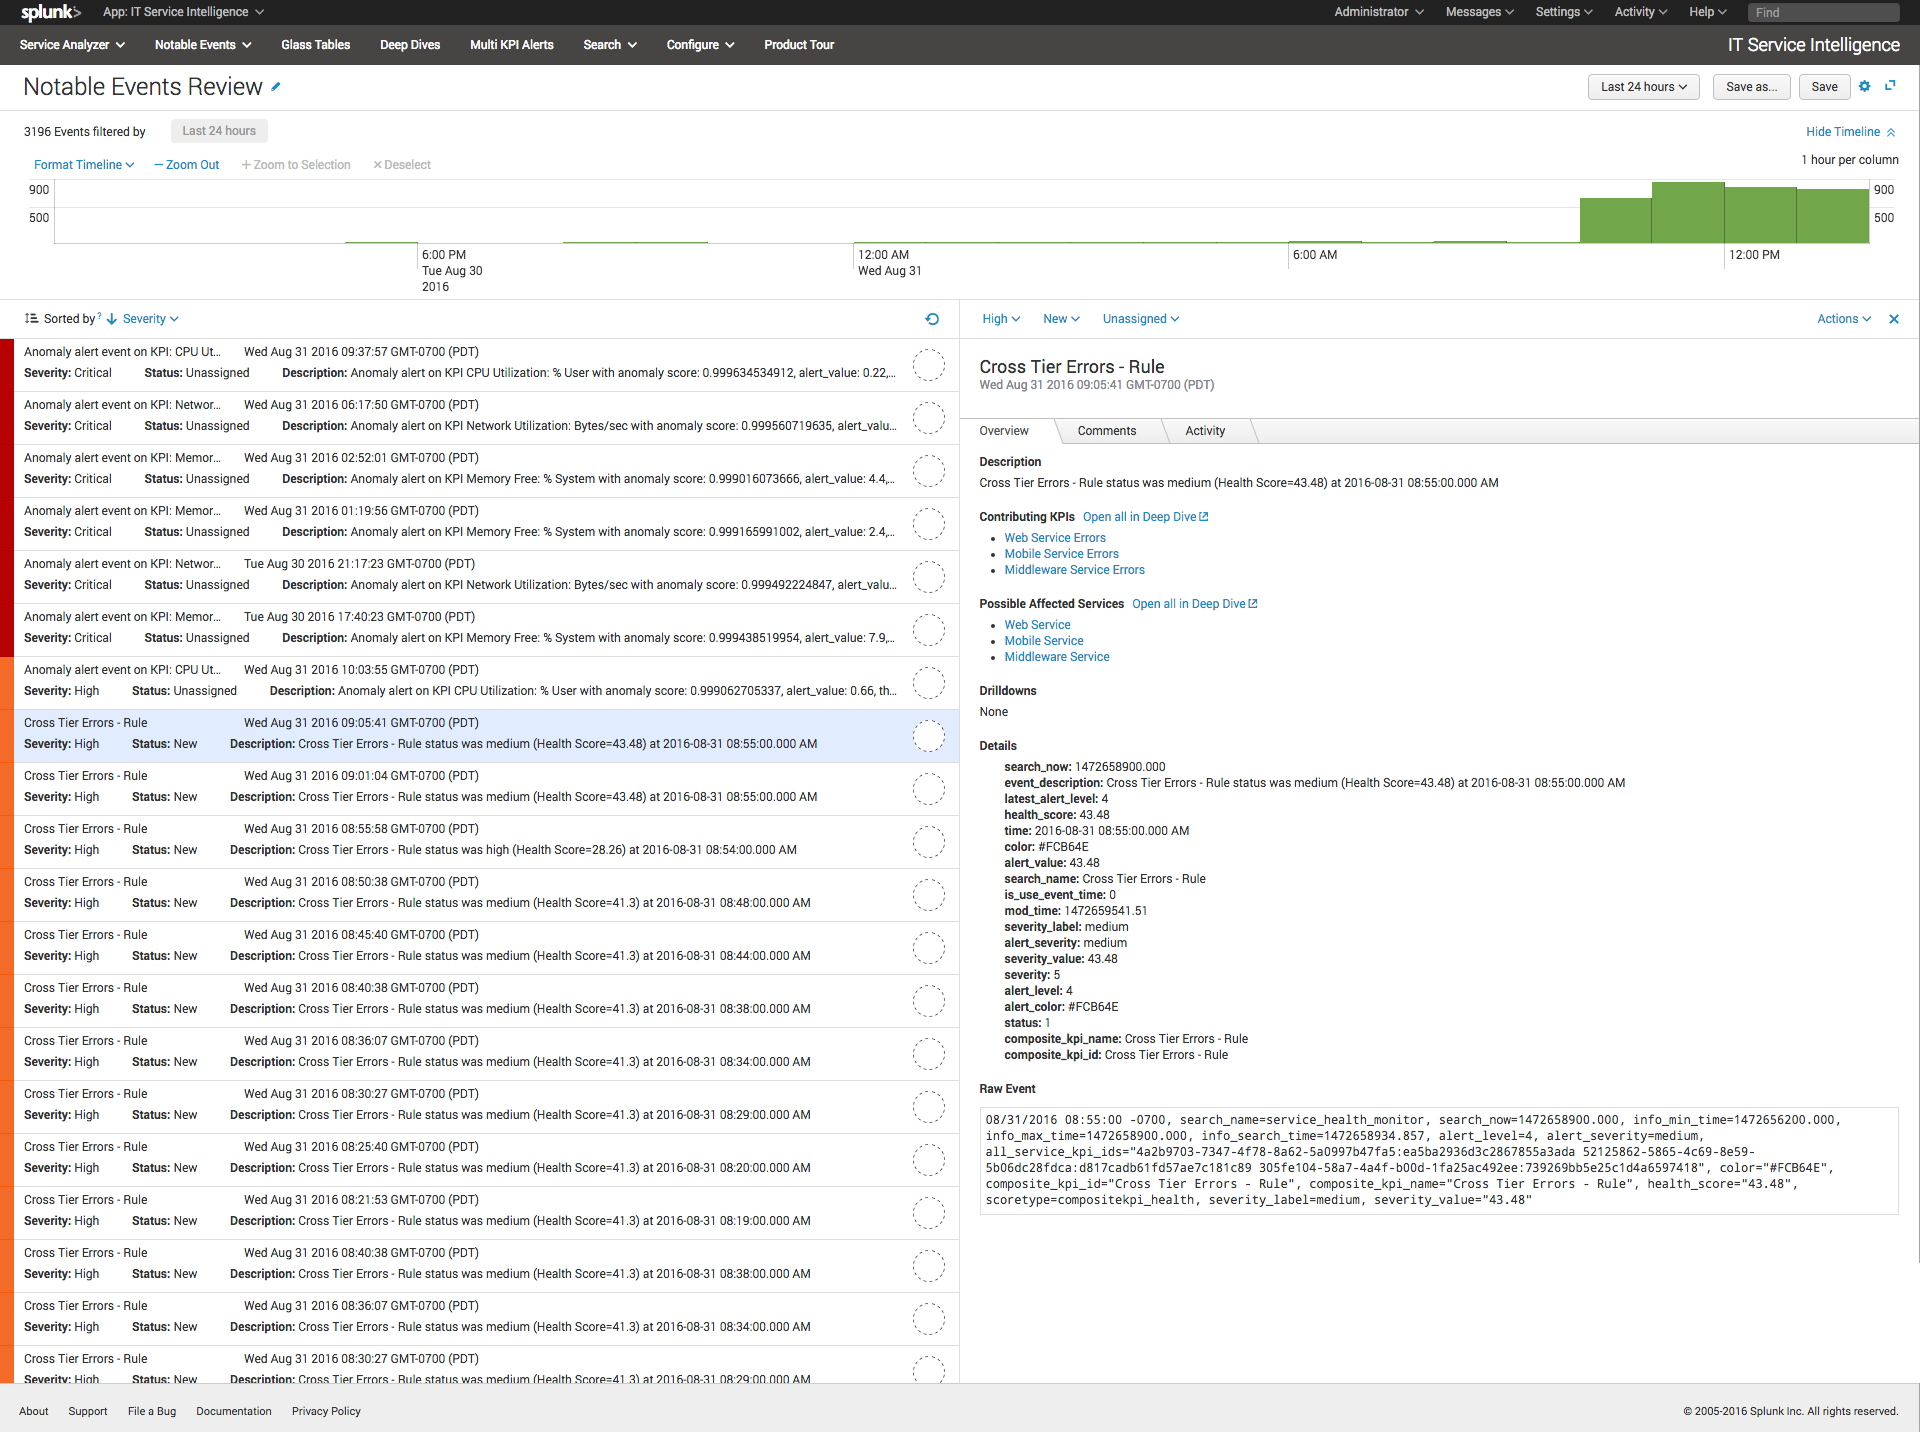 splunk> App: IT Service Intelligence Administrator Messages Settings Activity Help Find
Service Analyzer Notable Events Glass Tables Deep Dives Multi KPI Alerts Search Configure Product Tour IT Service Intelligence
Notable Events Review Last 24 hours Save as... Save
3196 Events filtered by Last 24 hours Hide Timeline
Format Timeline — Zoom Out + Zoom to Selection × Deselect 1 hour per column
900 900
500 500
6:00 PM 12:00 AM 6:00 AM 12:00 PM
Tue Aug 30 Wed Aug 31
2016
Sorted by ? Severity
Anomaly alert event on KPI: CPU Ut... Wed Aug 31 2016 09:37:57 GMT-0700 (PDT)
Severity: Critical Status: Unassigned Description: Anomaly alert on KPI CPU Utilization: % User with anomaly score: 0.999634534912, alert_value: 0.22,...
Anomaly alert event on KPI: Networ... Wed Aug 31 2016 06:17:50 GMT-0700 (PDT)
Severity: Critical Status: Unassigned Description: Anomaly alert on KPI Network Utilization: Bytes/sec with anomaly score: 0.999560719635, alert_valu...
Anomaly alert event on KPI: Memor... Wed Aug 31 2016 02:52:01 GMT-0700 (PDT)
Severity: Critical Status: Unassigned Description: Anomaly alert on KPI Memory Free: % System with anomaly score: 0.999016073666, alert_value: 4.4,...
Anomaly alert event on KPI: Memor... Wed Aug 31 2016 01:19:56 GMT-0700 (PDT)
Severity: Critical Status: Unassigned Description: Anomaly alert on KPI Memory Free: % System with anomaly score: 0.999165991002, alert_value: 2.4,...
Anomaly alert event on KPI: Networ... Tue Aug 30 2016 21:17:23 GMT-0700 (PDT)
Severity: Critical Status: Unassigned Description: Anomaly alert on KPI Network Utilization: Bytes/sec with anomaly score: 0.999492224847, alert_valu...
Anomaly alert event on KPI: Memor... Tue Aug 30 2016 17:40:23 GMT-0700 (PDT)
Severity: Critical Status: Unassigned Description: Anomaly alert on KPI Memory Free: % System with anomaly score: 0.999438519954, alert_value: 7.9,...
Anomaly alert event on KPI: CPU Ut... Wed Aug 31 2016 10:03:55 GMT-0700 (PDT)
Severity: High Status: Unassigned Description: Anomaly alert on KPI CPU Utilization: % User with anomaly score: 0.999062705337, alert_value: 0.66, th...
Cross Tier Errors - Rule Wed Aug 31 2016 09:05:41 GMT-0700 (PDT)
Severity: High Status: New Description: Cross Tier Errors - Rule status was medium (Health Score=43.48) at 2016-08-31 08:55:00.000 AM
Cross Tier Errors - Rule Wed Aug 31 2016 09:01:04 GMT-0700 (PDT)
Severity: High Status: New Description: Cross Tier Errors - Rule status was medium (Health Score=43.48) at 2016-08-31 08:55:00.000 AM
Cross Tier Errors - Rule Wed Aug 31 2016 08:55:58 GMT-0700 (PDT)
Severity: High Status: New Description: Cross Tier Errors - Rule status was high (Health Score=28.26) at 2016-08-31 08:54:00.000 AM
Cross Tier Errors - Rule Wed Aug 31 2016 08:50:38 GMT-0700 (PDT)
Severity: High Status: New Description: Cross Tier Errors - Rule status was medium (Health Score=41.3) at 2016-08-31 08:48:00.000 AM
Cross Tier Errors - Rule Wed Aug 31 2016 08:45:40 GMT-0700 (PDT)
Severity: High Status: New Description: Cross Tier Errors - Rule status was medium (Health Score=41.3) at 2016-08-31 08:44:00.000 AM
Cross Tier Errors - Rule Wed Aug 31 2016 08:40:38 GMT-0700 (PDT)
Severity: High Status: New Description: Cross Tier Errors - Rule status was medium (Health Score=41.3) at 2016-08-31 08:38:00.000 AM
Cross Tier Errors - Rule Wed Aug 31 2016 08:36:07 GMT-0700 (PDT)
Severity: High Status: New Description: Cross Tier Errors - Rule status was medium (Health Score=41.3) at 2016-08-31 08:34:00.000 AM
Cross Tier Errors - Rule Wed Aug 31 2016 08:30:27 GMT-0700 (PDT)
Severity: High Status: New Description: Cross Tier Errors - Rule status was medium (Health Score=41.3) at 2016-08-31 08:29:00.000 AM
Cross Tier Errors - Rule Wed Aug 31 2016 08:25:40 GMT-0700 (PDT)
Severity: High Status: New Description: Cross Tier Errors - Rule status was medium (Health Score=41.3) at 2016-08-31 08:20:00.000 AM
Cross Tier Errors - Rule Wed Aug 31 2016 08:21:53 GMT-0700 (PDT)
Severity: High Status: New Description: Cross Tier Errors - Rule status was medium (Health Score=41.3) at 2016-08-31 08:19:00.000 AM
Cross Tier Errors - Rule Wed Aug 31 2016 08:40:38 GMT-0700 (PDT)
Severity: High Status: New Description: Cross Tier Errors - Rule status was medium (Health Score=41.3) at 2016-08-31 08:38:00.000 AM
Cross Tier Errors - Rule Wed Aug 31 2016 08:36:07 GMT-0700 (PDT)
Severity: High Status: New Description: Cross Tier Errors - Rule status was medium (Health Score=41.3) at 2016-08-31 08:34:00.000 AM
Cross Tier Errors - Rule Wed Aug 31 2016 08:30:27 GMT-0700 (PDT)
Severity: High Status: New Description: Cross Tier Errors - Rule status was medium (Health Score=41.3) at 2016-08-31 08:29:00.000 AM
High New Unassigned Actions
Cross Tier Errors - Rule
Wed Aug 31 2016 09:05:41 GMT-0700 (PDT)
Overview Comments Activity
Description
Cross Tier Errors - Rule status was medium (Health Score=43.48) at 2016-08-31 08:55:00.000 AM
Contributing KPIs Open all in Deep Dive
• Web Service Errors
• Mobile Service Errors
• Middleware Service Errors
Possible Affected Services Open all in Deep Dive
• Web Service
• Mobile Service
• Middleware Service
Drilldowns
None
Details
search_now: 1472658900.000
event_description: Cross Tier Errors - Rule status was medium (Health Score=43.48) at 2016-08-31 08:55:00.000 AM
latest_alert_level: 4
health_score: 43.48
time: 2016-08-31 08:55:00.000 AM
color: #FCB64E
alert_value: 43.48
search_name: Cross Tier Errors - Rule
is_use_event_time: 0
mod_time: 1472659541.51
severity_label: medium
alert_severity: medium
severity_value: 43.48
severity: 5
alert_level: 4
alert_color: #FCB64E
status: 1
composite_kpi_name: Cross Tier Errors - Rule
composite_kpi_id: Cross Tier Errors - Rule
Raw Event
08/31/2016 08:55:00 -0700, search_name=service_health_monitor, search_now=1472658900.000, info_min_time=1472656200.000,
info_max_time=1472658900.000, info_search_time=1472658934.857, alert_level=4, alert_severity=medium,
all_service_kpi_ids="4a2b9703-7347-4f78-8a62-5a0997b47fa5:ea5ba2936d3c2867855a3ada 52125862-5865-4c69-8e59-
5b06dc28fdca:d817cadb61fd57ae7c181c89 305fe104-58a7-4a4f-b00d-1fa25ac492ee:739269bb5e25c1d4a6597418", color="#FCB64E",
composite_kpi_id="Cross Tier Errors - Rule", composite_kpi_name="Cross Tier Errors - Rule", health_score="43.48",
scoretype=compositekpi_health, severity_label=medium, severity_value="43.48"
About Support File a Bug Documentation Privacy Policy © 2005-2016 Splunk Inc. All rights reserved.